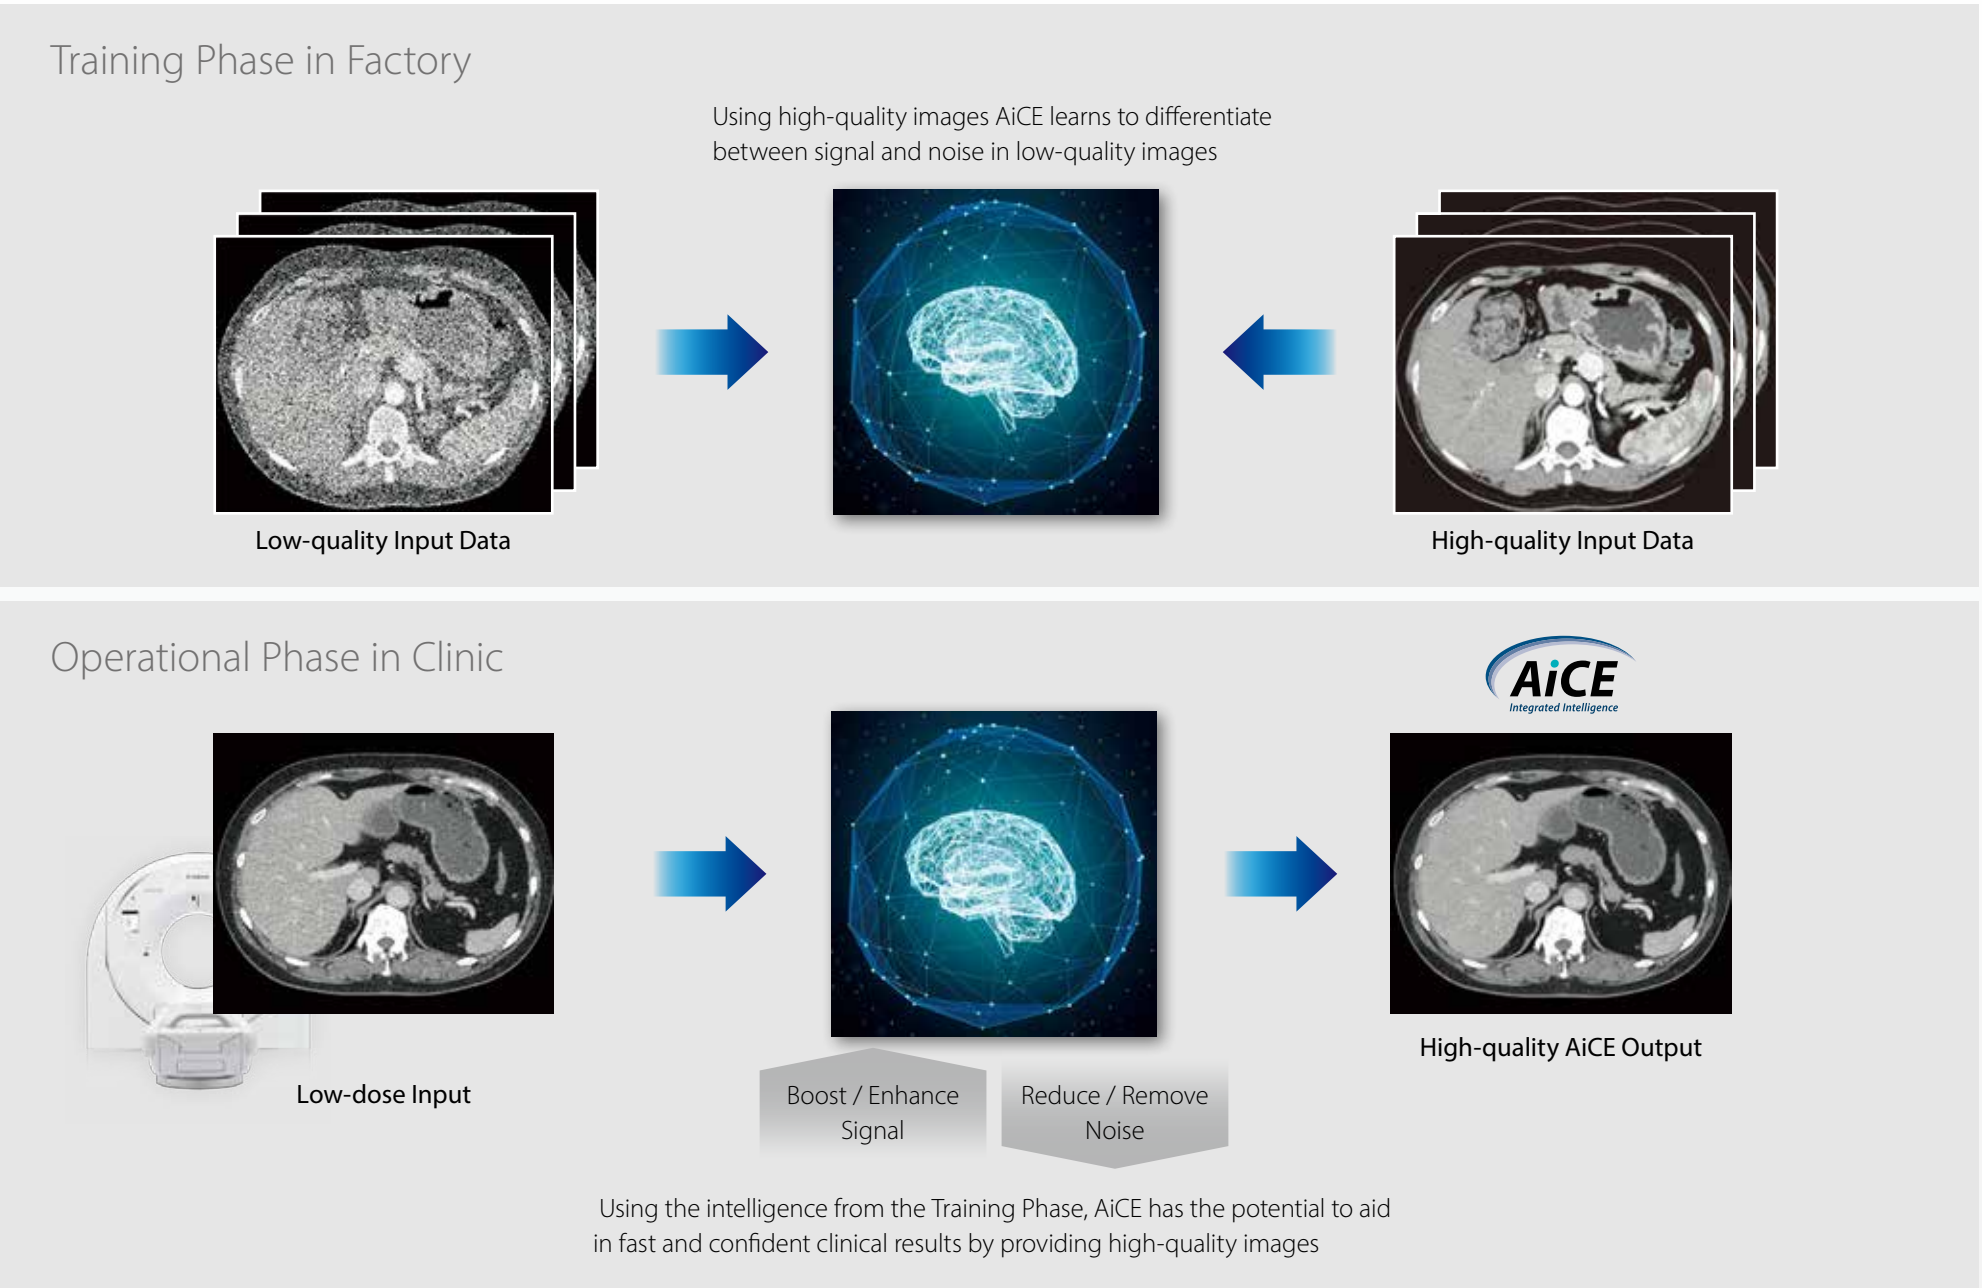 Training Phase in Factory
Using high-quality images AiCE learns to differentiate
between signal and noise in low-quality images
Low-quality Input Data
High-quality Input Data
Operational Phase in Clinic
AiCE
Integrated Intelligence
High-quality AiCE Output
Low-dose Input
Boost / Enhance
Signal
Reduce / Remove
Noise
Using the intelligence from the Training Phase, AiCE has the potential to aid
in fast and confident clinical results by providing high-quality images